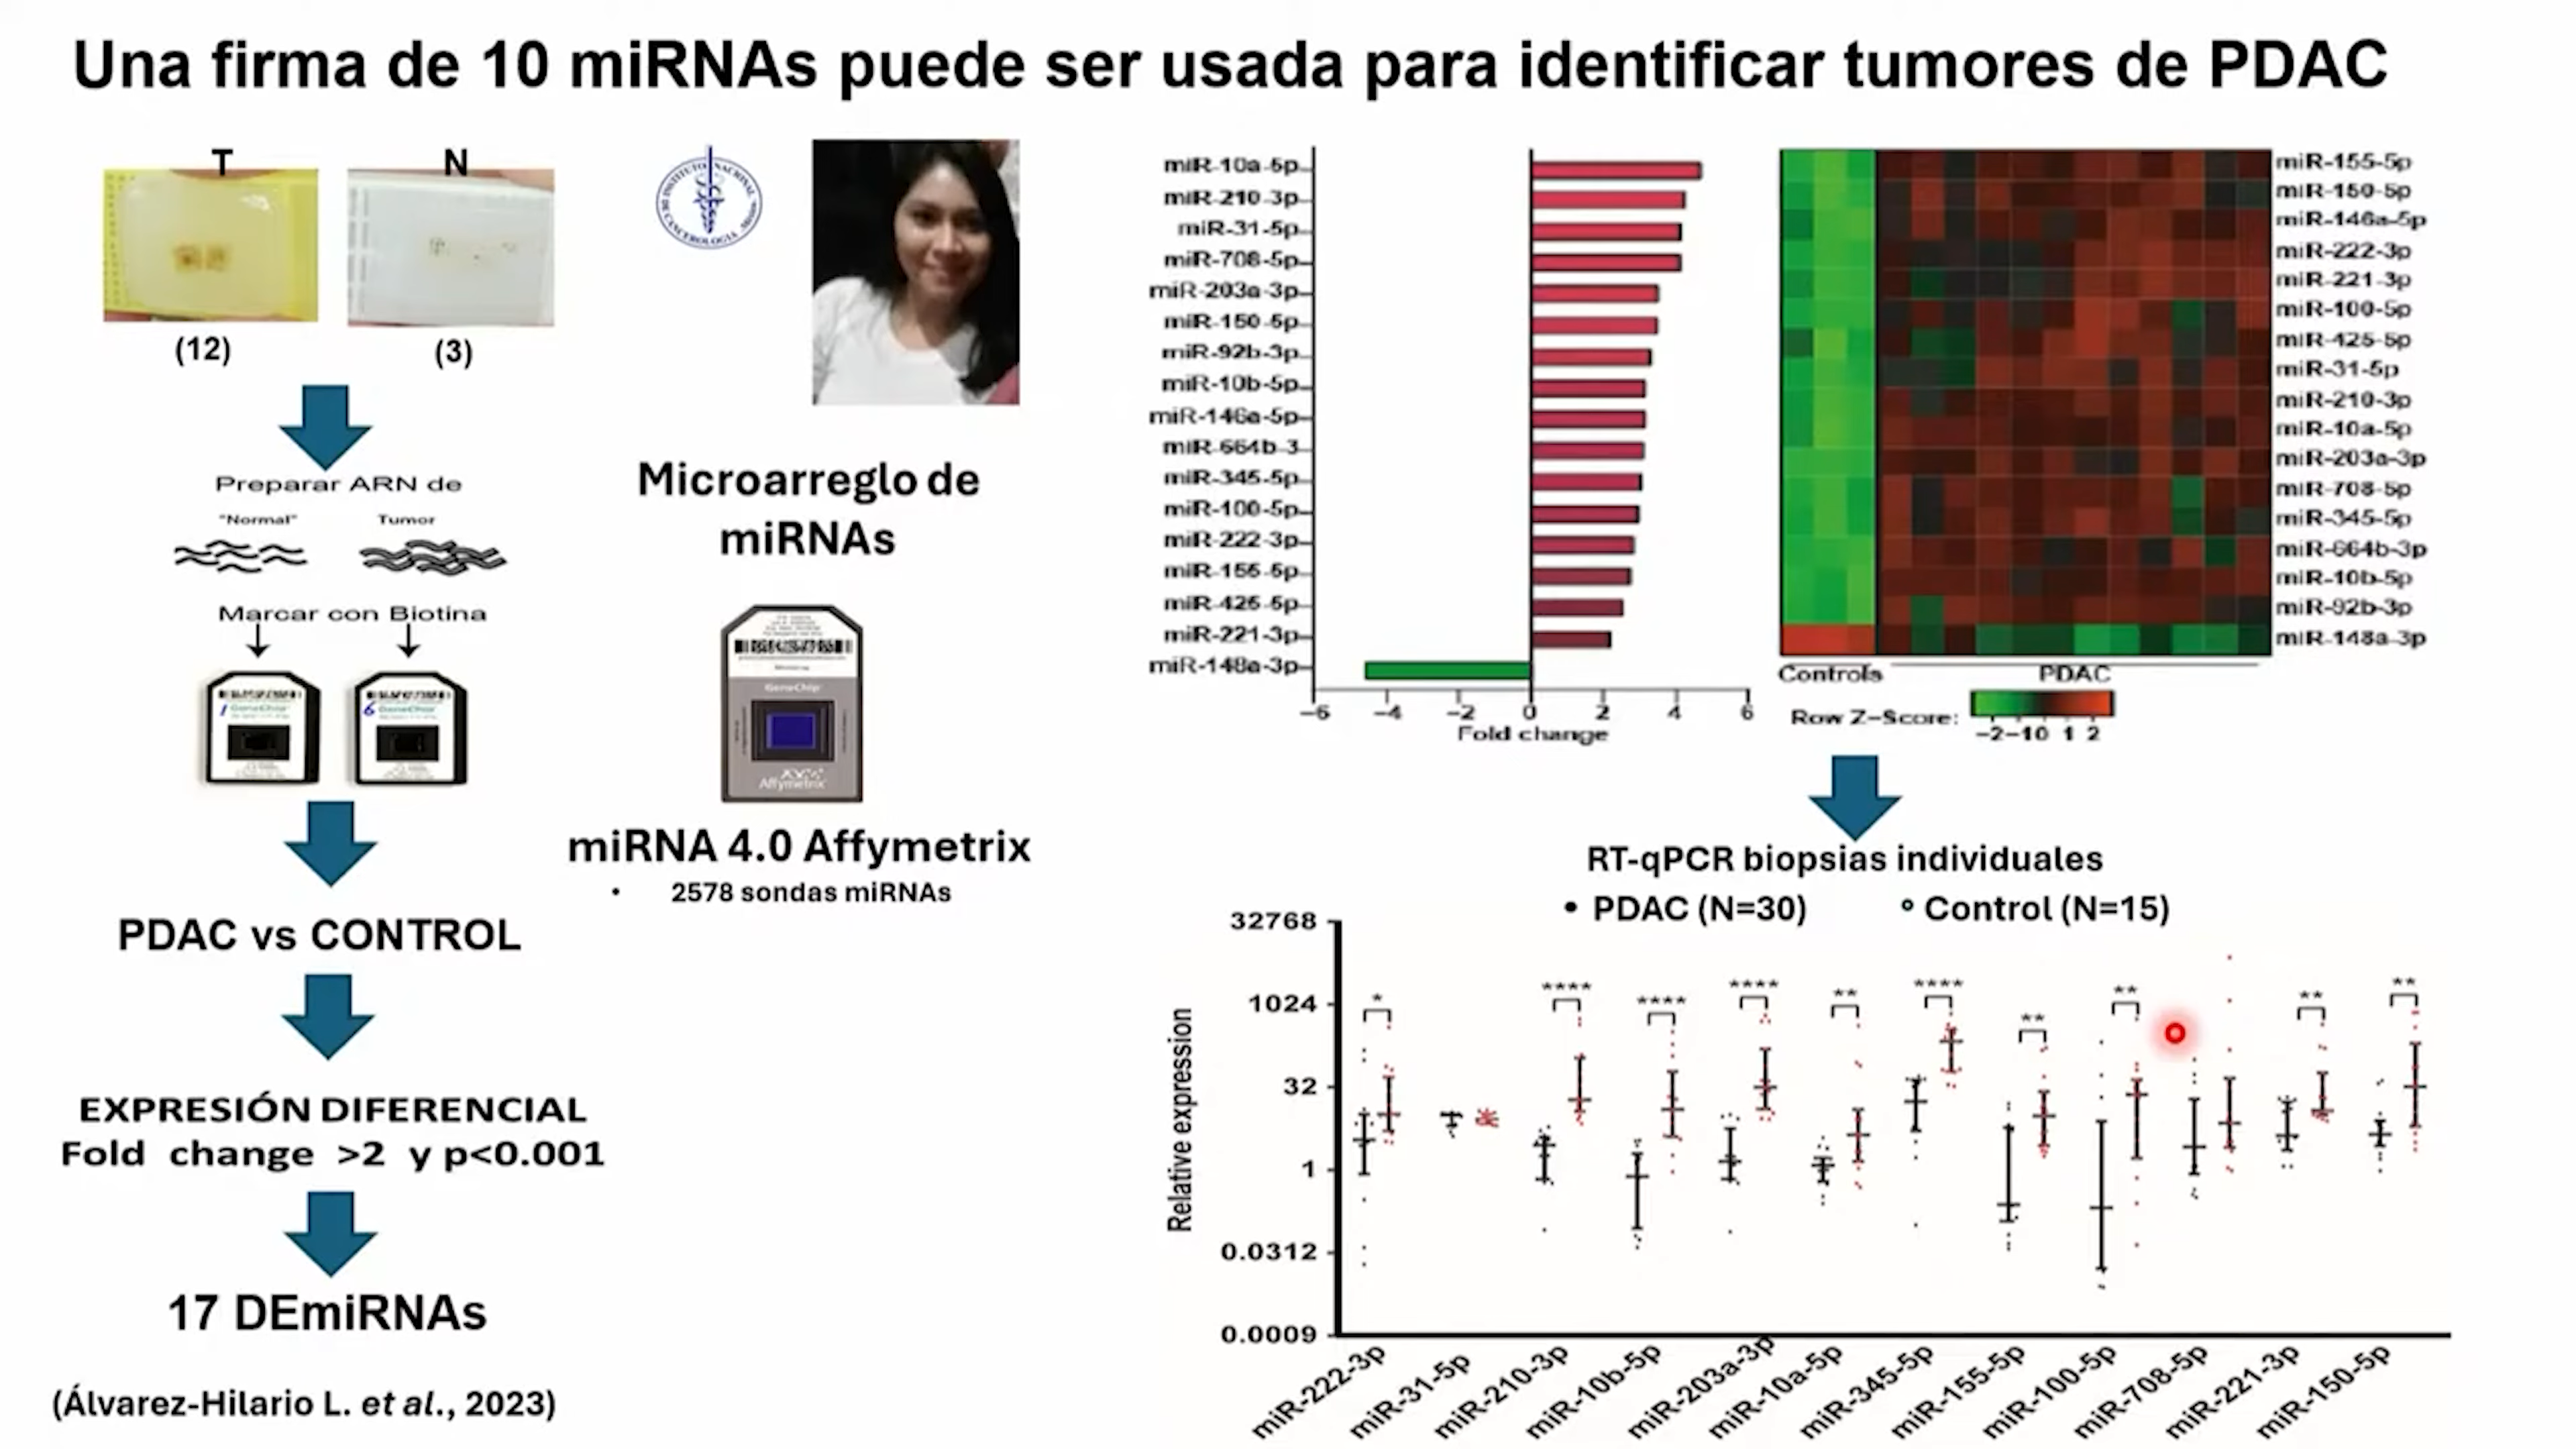 Una firma de 10 miRNAs puede ser usada para identificar tumores de PDAC
T
N
(12)
(3)
Preparar ARN de
"Normal"
Tumor
Marcar con Biotina
1 GeneChip
6 GeneChip
PDAC vs CONTROL
EXPRESIÓN DIFERENCIAL
Fold change >2 y p<0.001
17 DEmiRNAs
(Álvarez-Hilario L. et al., 2023)
INSTITUTO NACIONAL
DE CANCEROLOGIA
Microarreglo de
miRNAs
GeneChip
Affymetrix
miRNA 4.0 Affymetrix
• 2578 sondas miRNAs
miR-10a-5p
miR-210-3p
miR-31-5p
miR-708-5p
miR-203a-3p
miR-150-5p
miR-92b-3p
miR-10b-5p
miR-146a-5p
miR-664b-3
miR-345-5p
miR-100-5p
miR-222-3p
miR-155-5p
miR-425-5p
miR-221-3p
miR-148a-3p
−6 −4 −2 0 2 4 6
Fold change
miR-155-5p
miR-150-5p
miR-146a-5p
miR-222-3p
miR-221-3p
miR-100-5p
miR-425-5p
miR-31-5p
miR-210-3p
miR-10a-5p
miR-203a-3p
miR-708-5p
miR-345-5p
miR-664b-3p
miR-10b-5p
miR-92b-3p
miR-148a-3p
Controls
PDAC
Row Z−Score:
−2−10 1 2
RT-qPCR biopsias individuales
• PDAC (N=30)
Control (N=15)
Relative expression
32768
1024
32
1
0.0312
0.0009
* **** **** **** ** **** ** ** ** **
miR-222-3p
miR-31-5p
miR-210-3p
miR-10b-5p
miR-203a-3p
miR-10a-5p
miR-345-5p
miR-155-5p
miR-100-5p
miR-708-5p
miR-221-3p
miR-150-5p